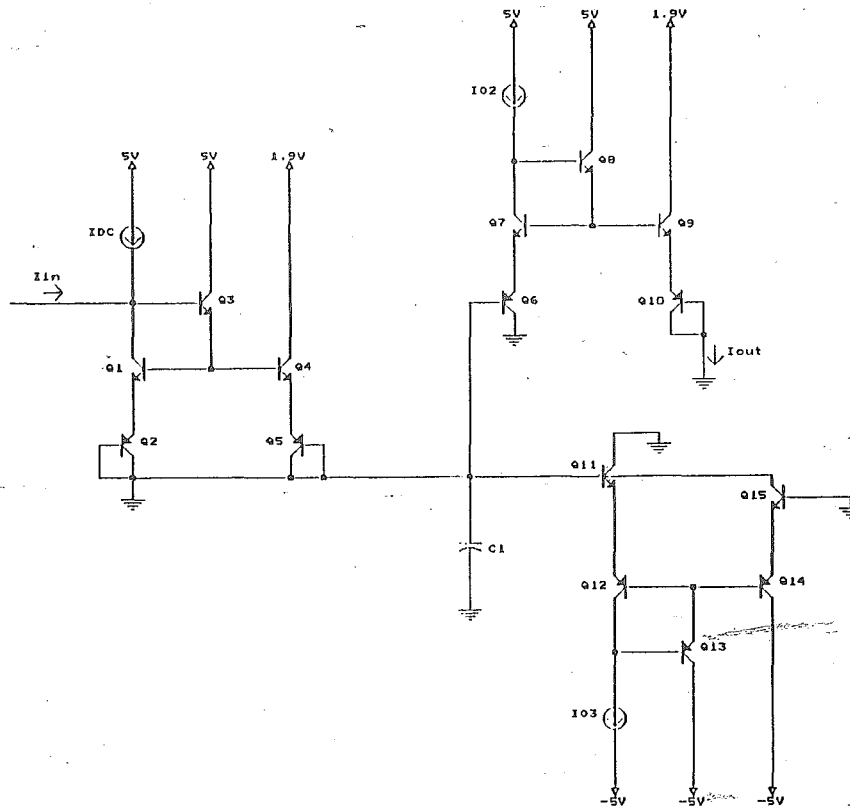 5V 5V 1.9V
IO2
Q8
Q7 Q9
5V 5V 1.9V
IDC
Iin
Q3 Q6 Q10
Iout
Q1 Q4
Q2 Q5
Q11
Q15
C1
Q12 Q14
Q13
IO3
-5V -5V -5V